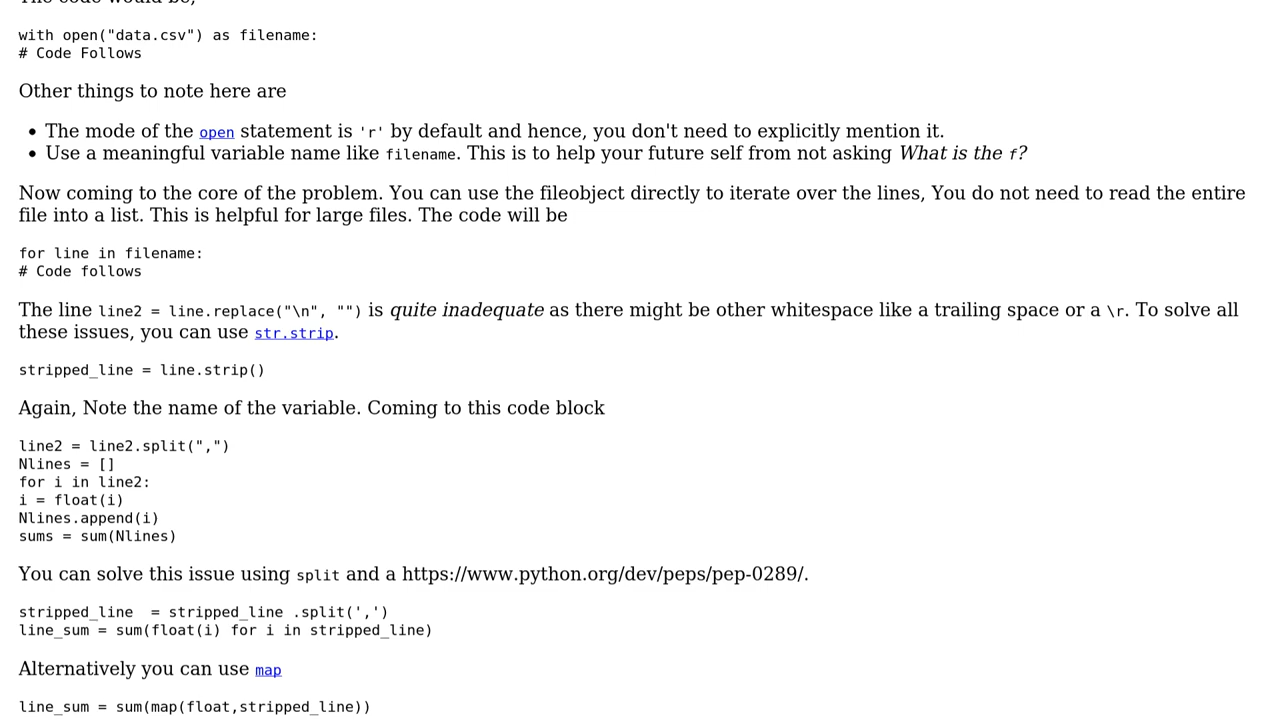 The code would be,
with open("data.csv") as filename:
# Code Follows
Other things to note here are
• The mode of the open statement is 'r' by default and hence, you don't need to explicitly mention it.
• Use a meaningful variable name like filename. This is to help your future self from not asking What is the f?
Now coming to the core of the problem. You can use the fileobject directly to iterate over the lines, You do not need to read the entire
file into a list. This is helpful for large files. The code will be
for line in filename:
# Code follows
The line line2 = line.replace("\n", "") is quite inadequate as there might be other whitespace like a trailing space or a \r. To solve all
these issues, you can use str.strip.
stripped_line = line.strip()
Again, Note the name of the variable. Coming to this code block
line2 = line2.split(",")
Nlines = []
for i in line2:
i = float(i)
Nlines.append(i)
sums = sum(Nlines)
You can solve this issue using split and a https://www.python.org/dev/peps/pep-0289/.
stripped_line  = stripped_line .split(',')
line_sum = sum(float(i) for i in stripped_line)
Alternatively you can use map
line_sum = sum(map(float,stripped_line))